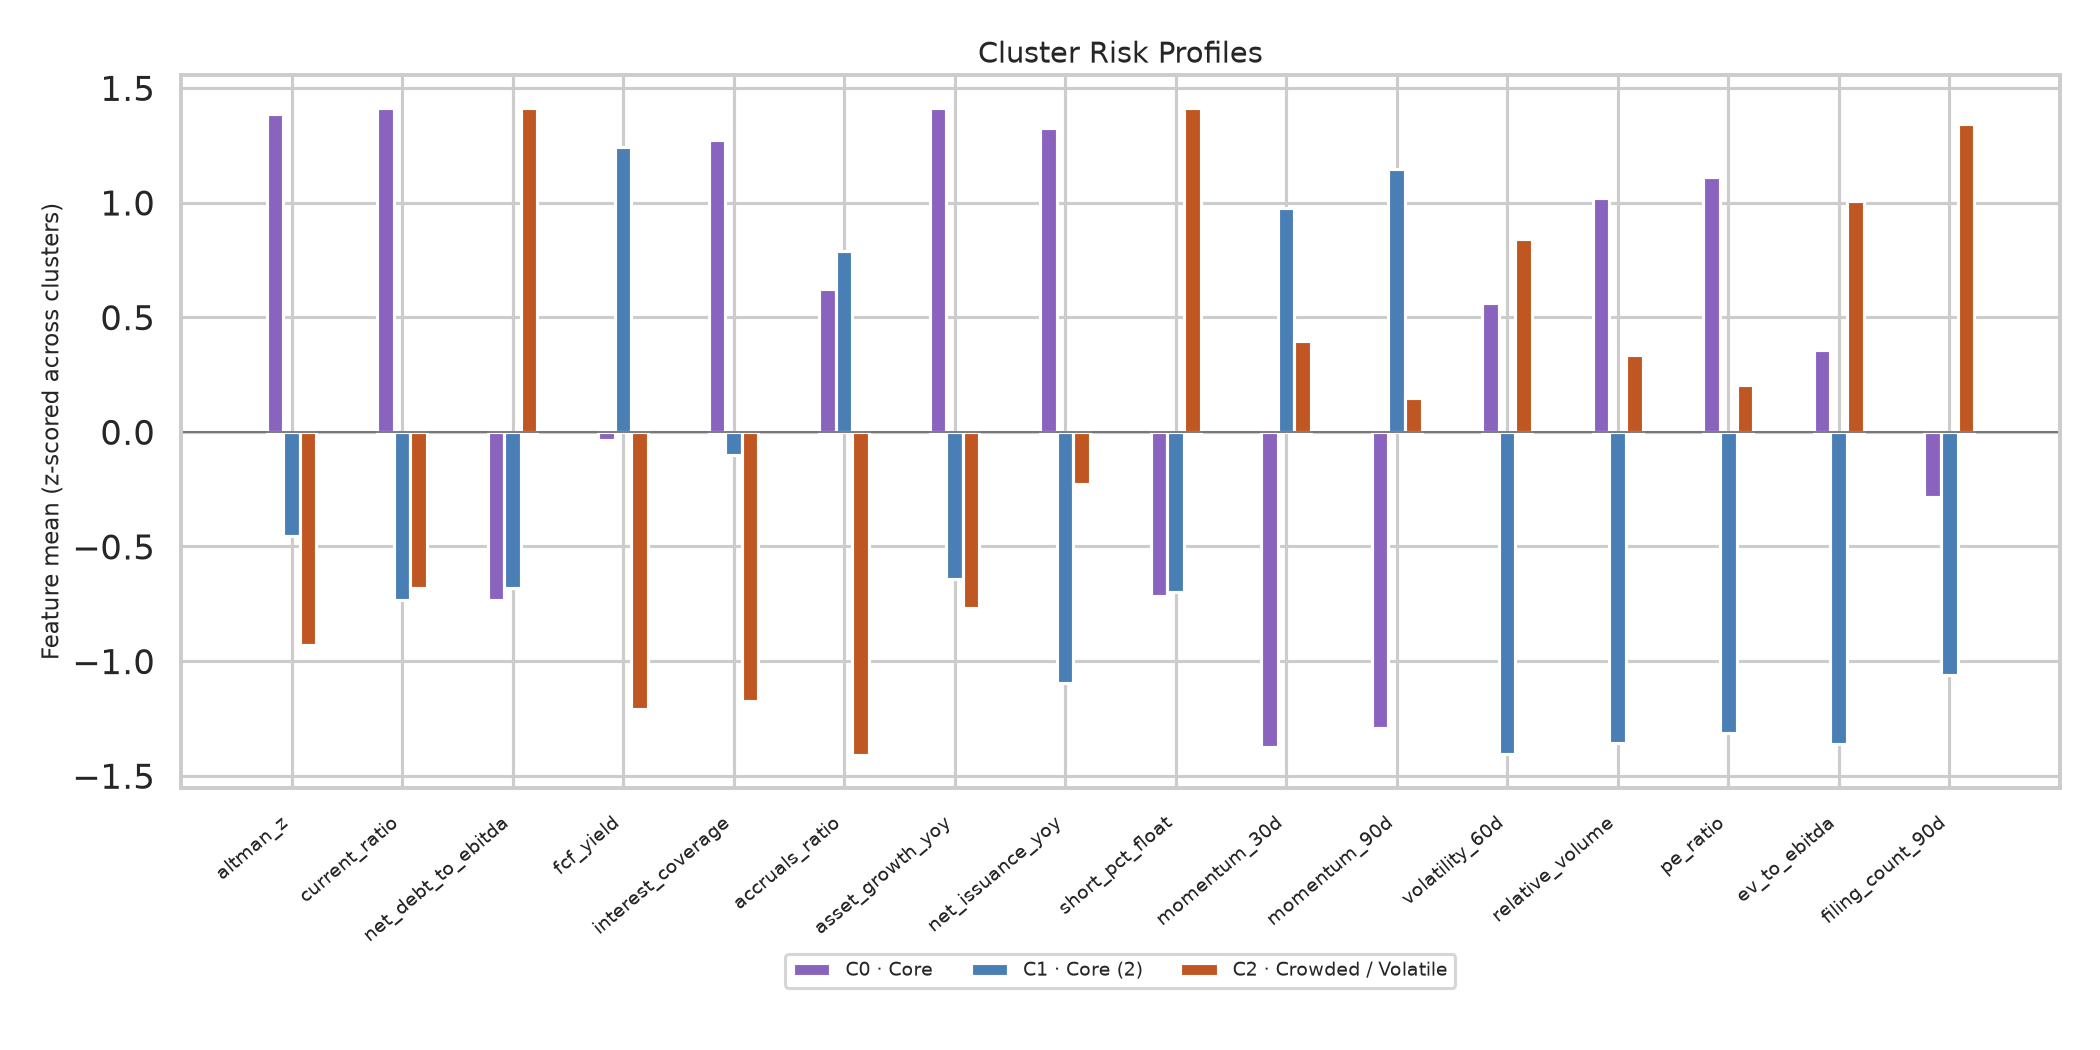 Cluster Risk Profiles
Feature mean (z-scored across clusters)
1.5
1.0
0.5
0.0
−0.5
−1.0
−1.5
altman_z
current_ratio
net_debt_to_ebitda
fcf_yield
interest_coverage
accruals_ratio
asset_growth_yoy
net_issuance_yoy
short_pct_float
momentum_30d
momentum_90d
volatility_60d
relative_volume
pe_ratio
ev_to_ebitda
filing_count_90d
C0 · Core
C1 · Core (2)
C2 · Crowded / Volatile